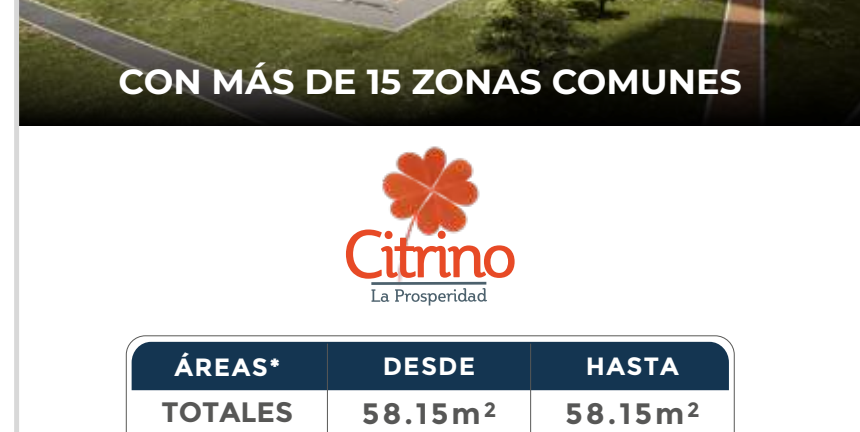 CON MÁS DE 15 ZONAS COMUNES
Citrino
La Prosperidad
ÁREAS* DESDE HASTA
TOTALES 58.15m² 58.15m²